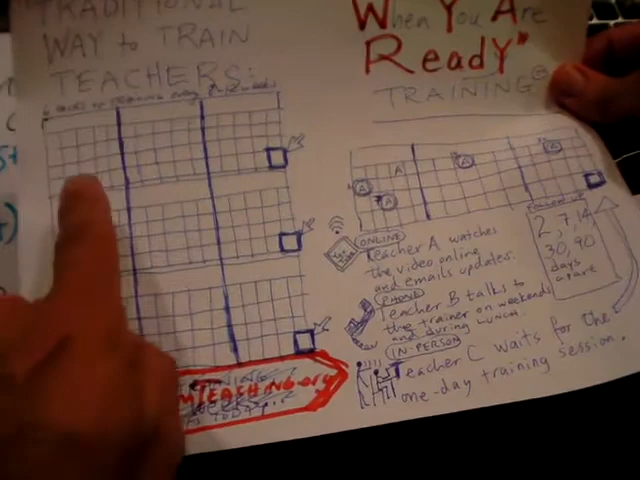 TRADITIONAL
WAY to TRAIN
TEACHERS:
When You Are
Ready"
TRAINING
A
A
A
A
A
ONLINE
Teacher A watches
the video online
and emails updates.
PHONE
Teacher B talks to
the trainer on weekends
and during LUNCH.
IN-PERSON
Teacher C waits for the
one-day training session.
2, 7, 14,
30, 90
days
apart
TEACHING.org